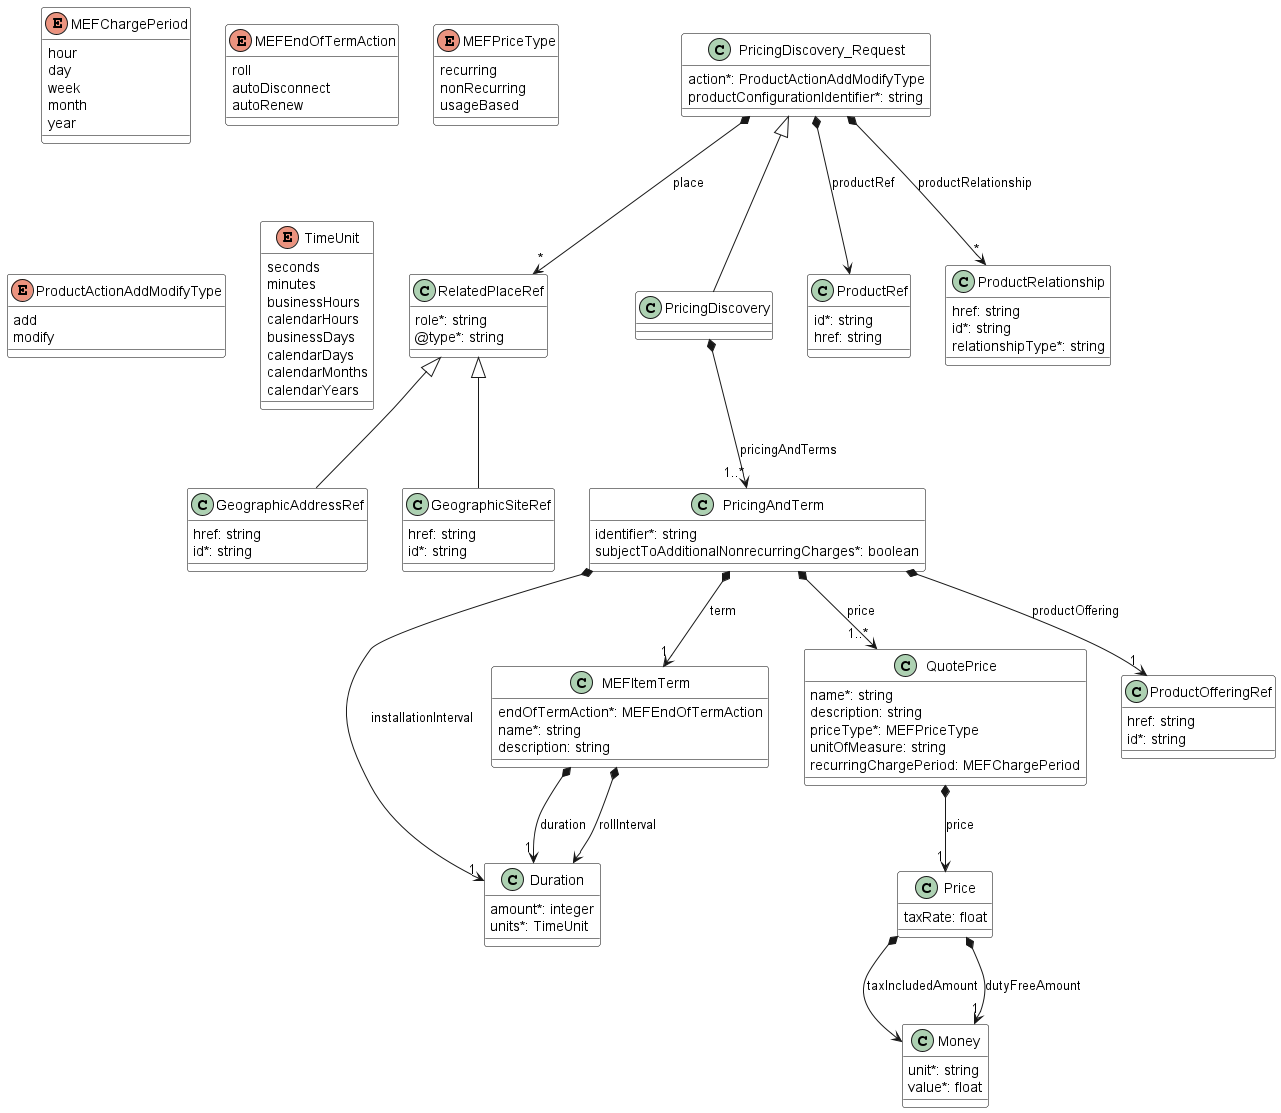 E MEFChargePeriod
hour
day
week
month
year
E MEFEndOfTermAction
roll
autoDisconnect
autoRenew
E MEFPriceType
recurring
nonRecurring
usageBased
C PricingDiscovery_Request
action*: ProductActionAddModifyType
productConfigurationIdentifier*: string
place
productRef
productRelationship
*
*
E ProductActionAddModifyType
add
modify
E TimeUnit
seconds
minutes
businessHours
calendarHours
businessDays
calendarDays
calendarMonths
calendarYears
C RelatedPlaceRef
role*: string
@type*: string
C PricingDiscovery
C ProductRef
id*: string
href: string
C ProductRelationship
href: string
id*: string
relationshipType*: string
pricingAndTerms
1..*
C GeographicAddressRef
href: string
id*: string
C GeographicSiteRef
href: string
id*: string
C PricingAndTerm
identifier*: string
subjectToAdditionalNonrecurringCharges*: boolean
term
price
productOffering
1
1..*
1
installationInterval
C MEFItemTerm
endOfTermAction*: MEFEndOfTermAction
name*: string
description: string
C QuotePrice
name*: string
description: string
priceType*: MEFPriceType
unitOfMeasure: string
recurringChargePeriod: MEFChargePeriod
C ProductOfferingRef
href: string
id*: string
duration
rollInterval
price
1
1
1
C Duration
amount*: integer
units*: TimeUnit
C Price
taxRate: float
taxIncludedAmount
dutyFreeAmount
1
C Money
unit*: string
value*: float